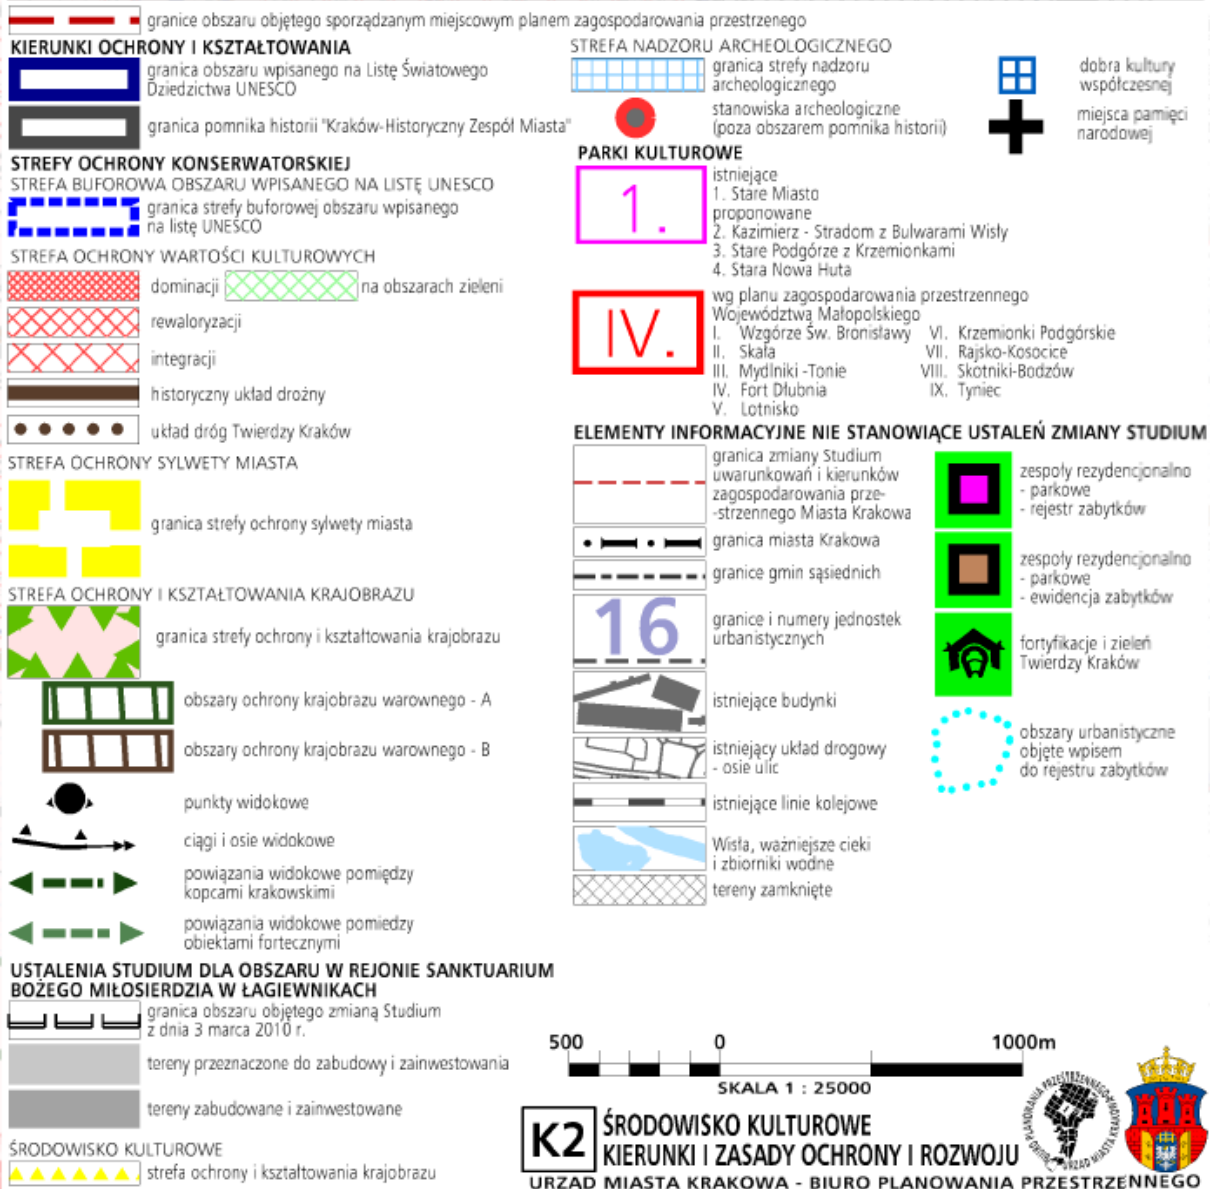 granice obszaru objętego sporządzanym miejscowym planem zagospodarowania przestrzenego
KIERUNKI OCHRONY I KSZTAŁTOWANIA
granica obszaru wpisanego na Listę Światowego
Dziedzictwa UNESCO
granica pomnika historii "Kraków-Historyczny Zespół Miasta"
STREFY OCHRONY KONSERWATORSKIEJ
STREFA BUFOROWA OBSZARU WPISANEGO NA LISTĘ UNESCO
granica strefy buforowej obszaru wpisanego
na listę UNESCO
STREFA OCHRONY WARTOŚCI KULTUROWYCH
dominacji
na obszarach zieleni
rewaloryzacji
integracji
historyczny układ drożny
układ dróg Twierdzy Kraków
STREFA OCHRONY SYLWETY MIASTA
granica strefy ochrony sylwety miasta
STREFA OCHRONY I KSZTAŁTOWANIA KRAJOBRAZU
granica strefy ochrony i kształtowania krajobrazu
obszary ochrony krajobrazu warownego - A
obszary ochrony krajobrazu warownego - B
punkty widokowe
ciągi i osie widokowe
powiązania widokowe pomiędzy
kopcami krakowskimi
powiązania widokowe pomiedzy
obiektami fortecznymi
USTALENIA STUDIUM DLA OBSZARU W REJONIE SANKTUARIUM
BOŻEGO MIŁOSIERDZIA W ŁAGIEWNIKACH
granica obszaru objętego zmianą Studium
z dnia 3 marca 2010 r.
tereny przeznaczone do zabudowy i zainwestowania
tereny zabudowane i zainwestowane
ŚRODOWISKO KULTUROWE
strefa ochrony i kształtowania krajobrazu
STREFA NADZORU ARCHEOLOGICZNEGO
granica strefy nadzoru
archeologicznego
stanowiska archeologiczne
(poza obszarem pomnika historii)
dobra kultury
współczesnej
miejsca pamięci
narodowej
PARKI KULTUROWE
1.
istniejące
1. Stare Miasto
proponowane
2. Kazimierz - Stradom z Bulwarami Wisły
3. Stare Podgórze z Krzemionkami
4. Stara Nowa Huta
IV.
wg planu zagospodarowania przestrzennego
Województwa Małopolskiego
I. Wzgórze Św. Bronisławy
II. Skała
III. Mydlniki -Tonie
IV. Fort Dłubnia
V. Lotnisko
VI. Krzemionki Podgórskie
VII. Rajsko-Kosocice
VIII. Skotniki-Bodzów
IX. Tyniec
ELEMENTY INFORMACYJNE NIE STANOWIĄCE USTALEŃ ZMIANY STUDIUM
granica zmiany Studium
uwarunkowań i kierunków
zagospodarowania prze-
-strzennego Miasta Krakowa
granica miasta Krakowa
granice gmin sąsiednich
16
granice i numery jednostek
urbanistycznych
istniejące budynki
istniejący układ drogowy
- osie ulic
istniejące linie kolejowe
Wisła, ważniejsze cieki
i zbiorniki wodne
tereny zamknięte
zespoły rezydencjonalno
- parkowe
- rejestr zabytków
zespoły rezydencjonalno
- parkowe
- ewidencja zabytków
fortyfikacje i zieleń
Twierdzy Kraków
obszary urbanistyczne
objęte wpisem
do rejestru zabytków
500 0 1000m
SKALA 1 : 25000
K2
ŚRODOWISKO KULTUROWE
KIERUNKI I ZASADY OCHRONY I ROZWOJU
URZĄD MIASTA KRAKOWA - BIURO PLANOWANIA PRZESTRZENNEGO